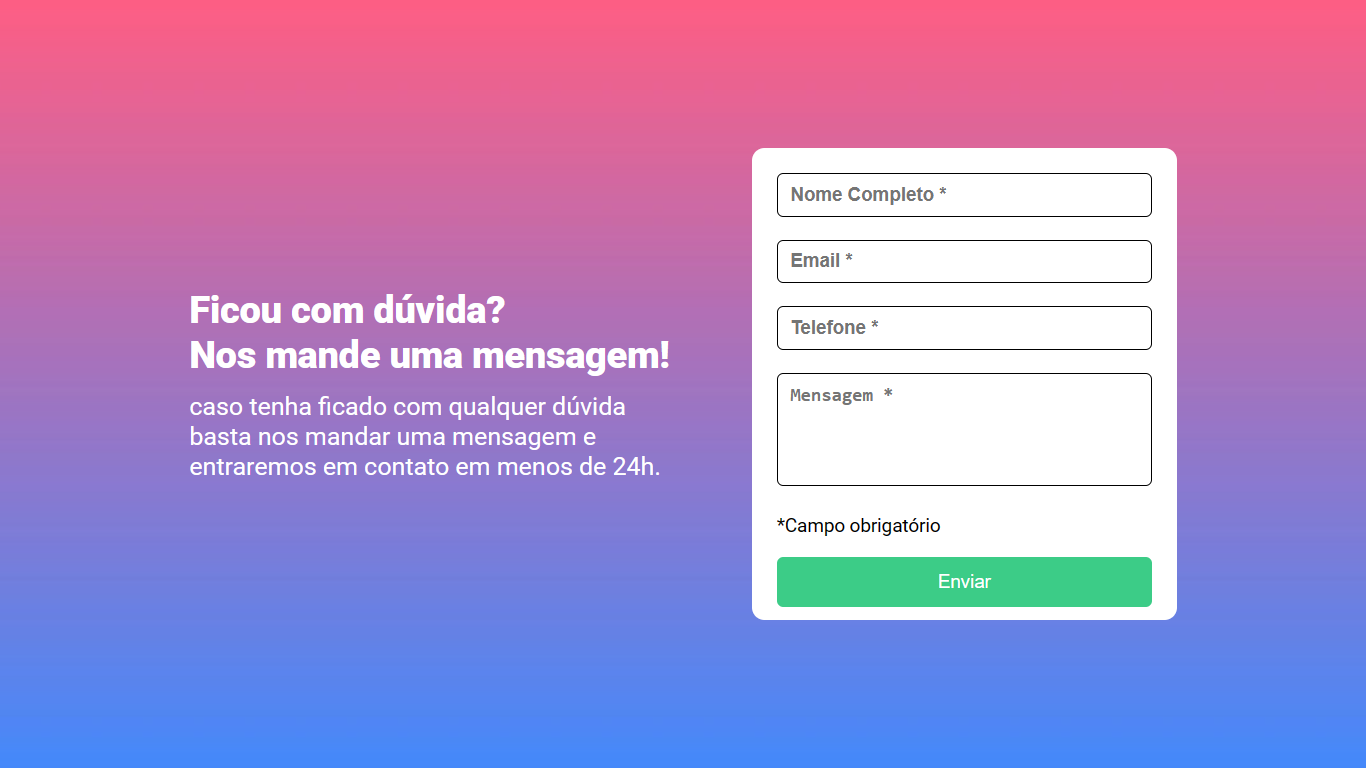 Ficou com dúvida?
Nos mande uma mensagem!
caso tenha ficado com qualquer dúvida
basta nos mandar uma mensagem e
entraremos em contato em menos de 24h.
Nome Completo *
Email *
Telefone *
Mensagem *
*Campo obrigatório
Enviar